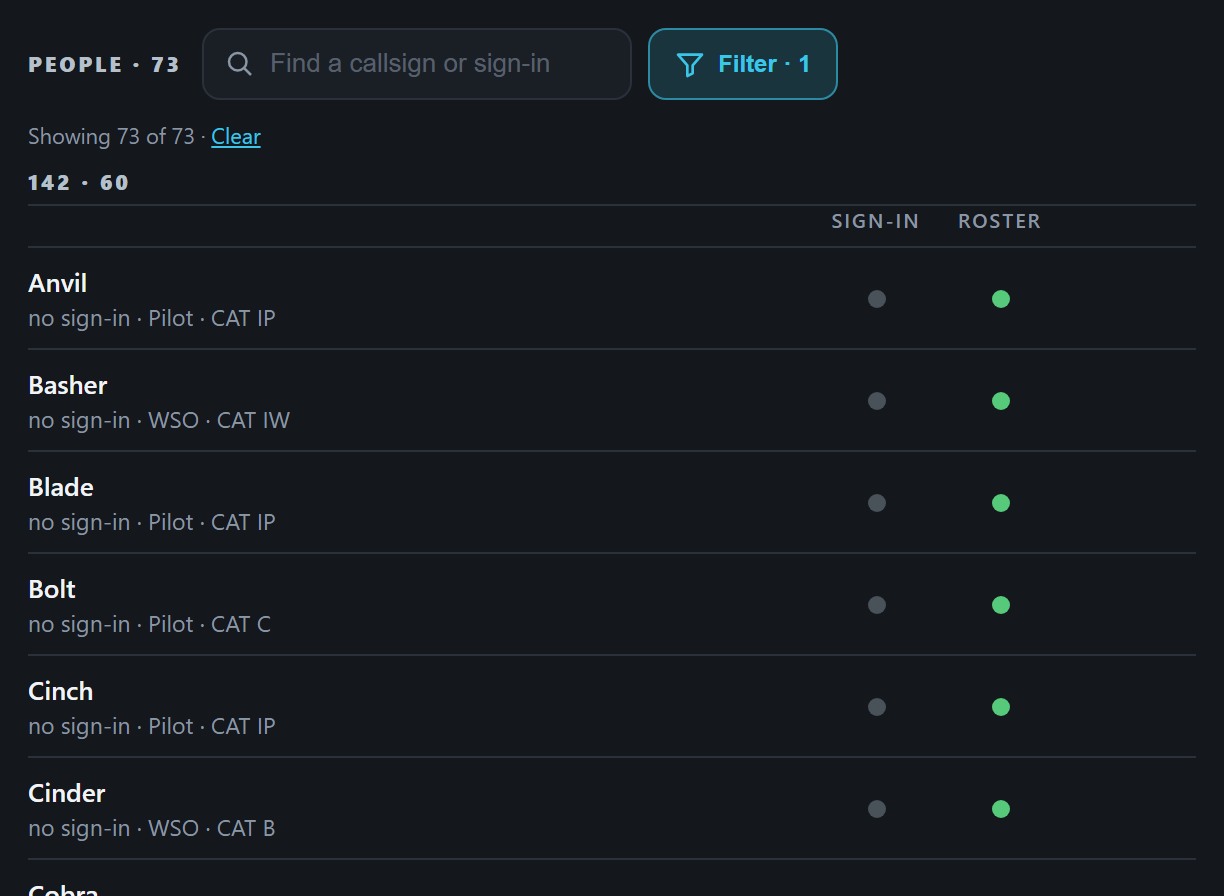 PEOPLE · 73
Find a callsign or sign-in
Filter · 1
Showing 73 of 73 · Clear
142 · 60
SIGN-IN ROSTER
Anvil
no sign-in · Pilot · CAT IP
Basher
no sign-in · WSO · CAT IW
Blade
no sign-in · Pilot · CAT IP
Bolt
no sign-in · Pilot · CAT C
Cinch
no sign-in · Pilot · CAT IP
Cinder
no sign-in · WSO · CAT B
Cobra